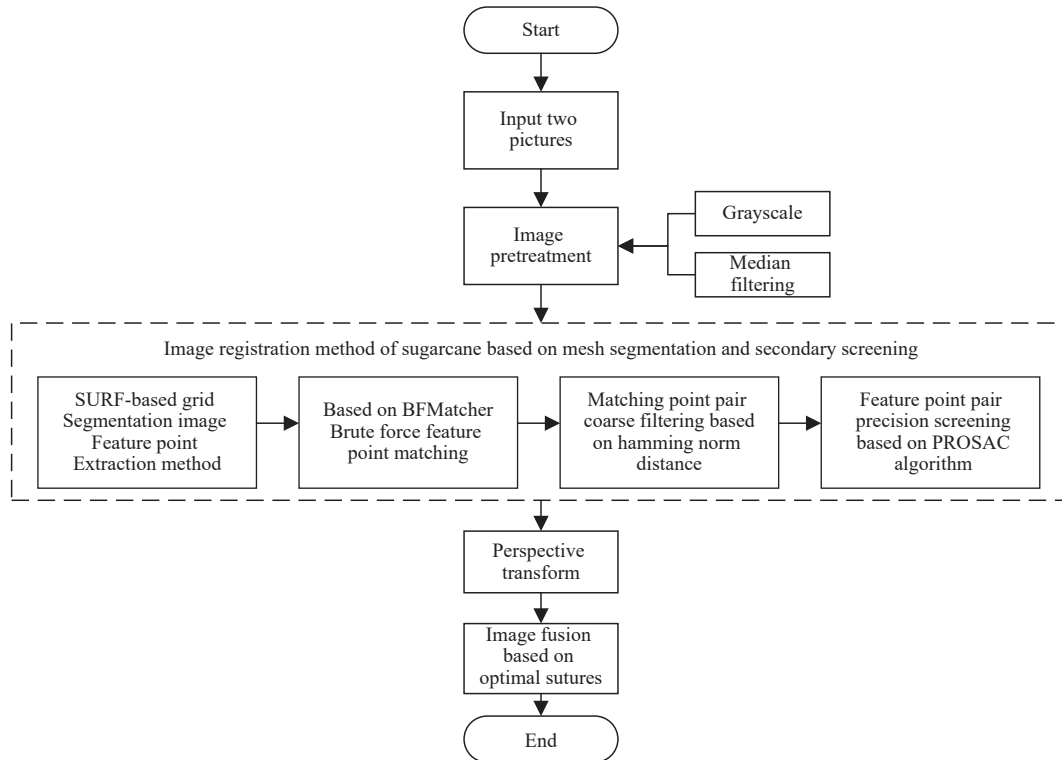 Start
Input two
pictures
Image
pretreatment
Grayscale
Median
filtering
Image registration method of sugarcane based on mesh segmentation and secondary screening
SURF-based grid
Segmentation image
Feature point
Extraction method
Based on BFMatcher
Brute force feature
point matching
Matching point pair
coarse filtering based
on hamming norm
distance
Feature point pair
precision screening
based on PROSAC
algorithm
Perspective
transform
Image fusion
based on
optimal sutures
End